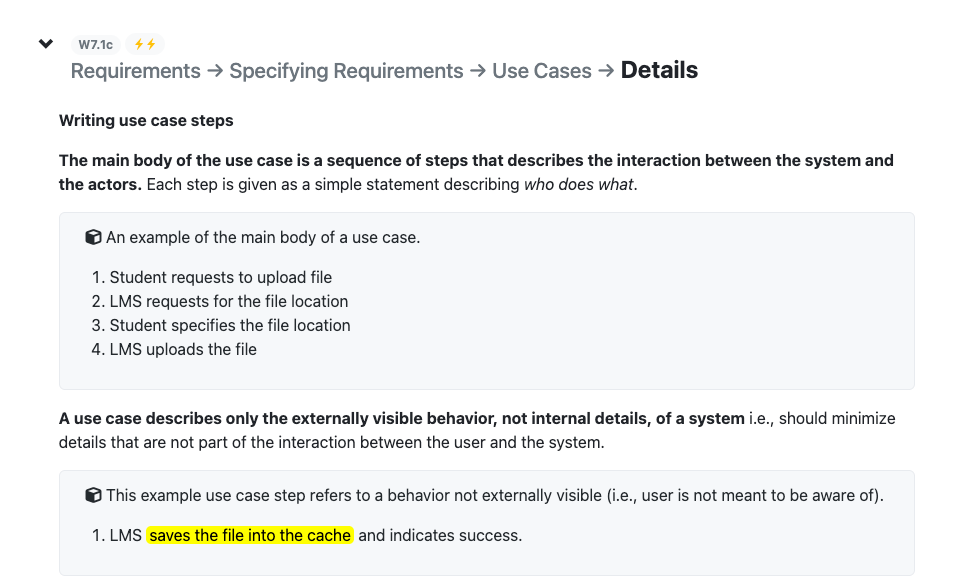 W7.1c
Requirements → Specifying Requirements → Use Cases → Details
Writing use case steps
The main body of the use case is a sequence of steps that describes the interaction between the system and
the actors. Each step is given as a simple statement describing who does what.
An example of the main body of a use case.
1. Student requests to upload file
2. LMS requests for the file location
3. Student specifies the file location
4. LMS uploads the file
A use case describes only the externally visible behavior, not internal details, of a system i.e., should minimize
details that are not part of the interaction between the user and the system.
This example use case step refers to a behavior not externally visible (i.e., user is not meant to be aware of).
1. LMS saves the file into the cache and indicates success.